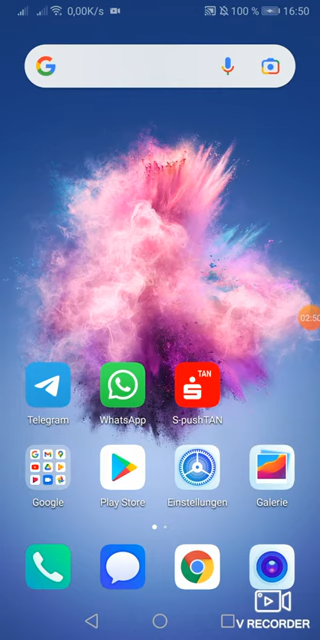 0,00K/s 100 % 16:50
02:50
TAN
Telegram WhatsApp S-pushTAN
Google Play Store Einstellungen Galerie
V RECORDER